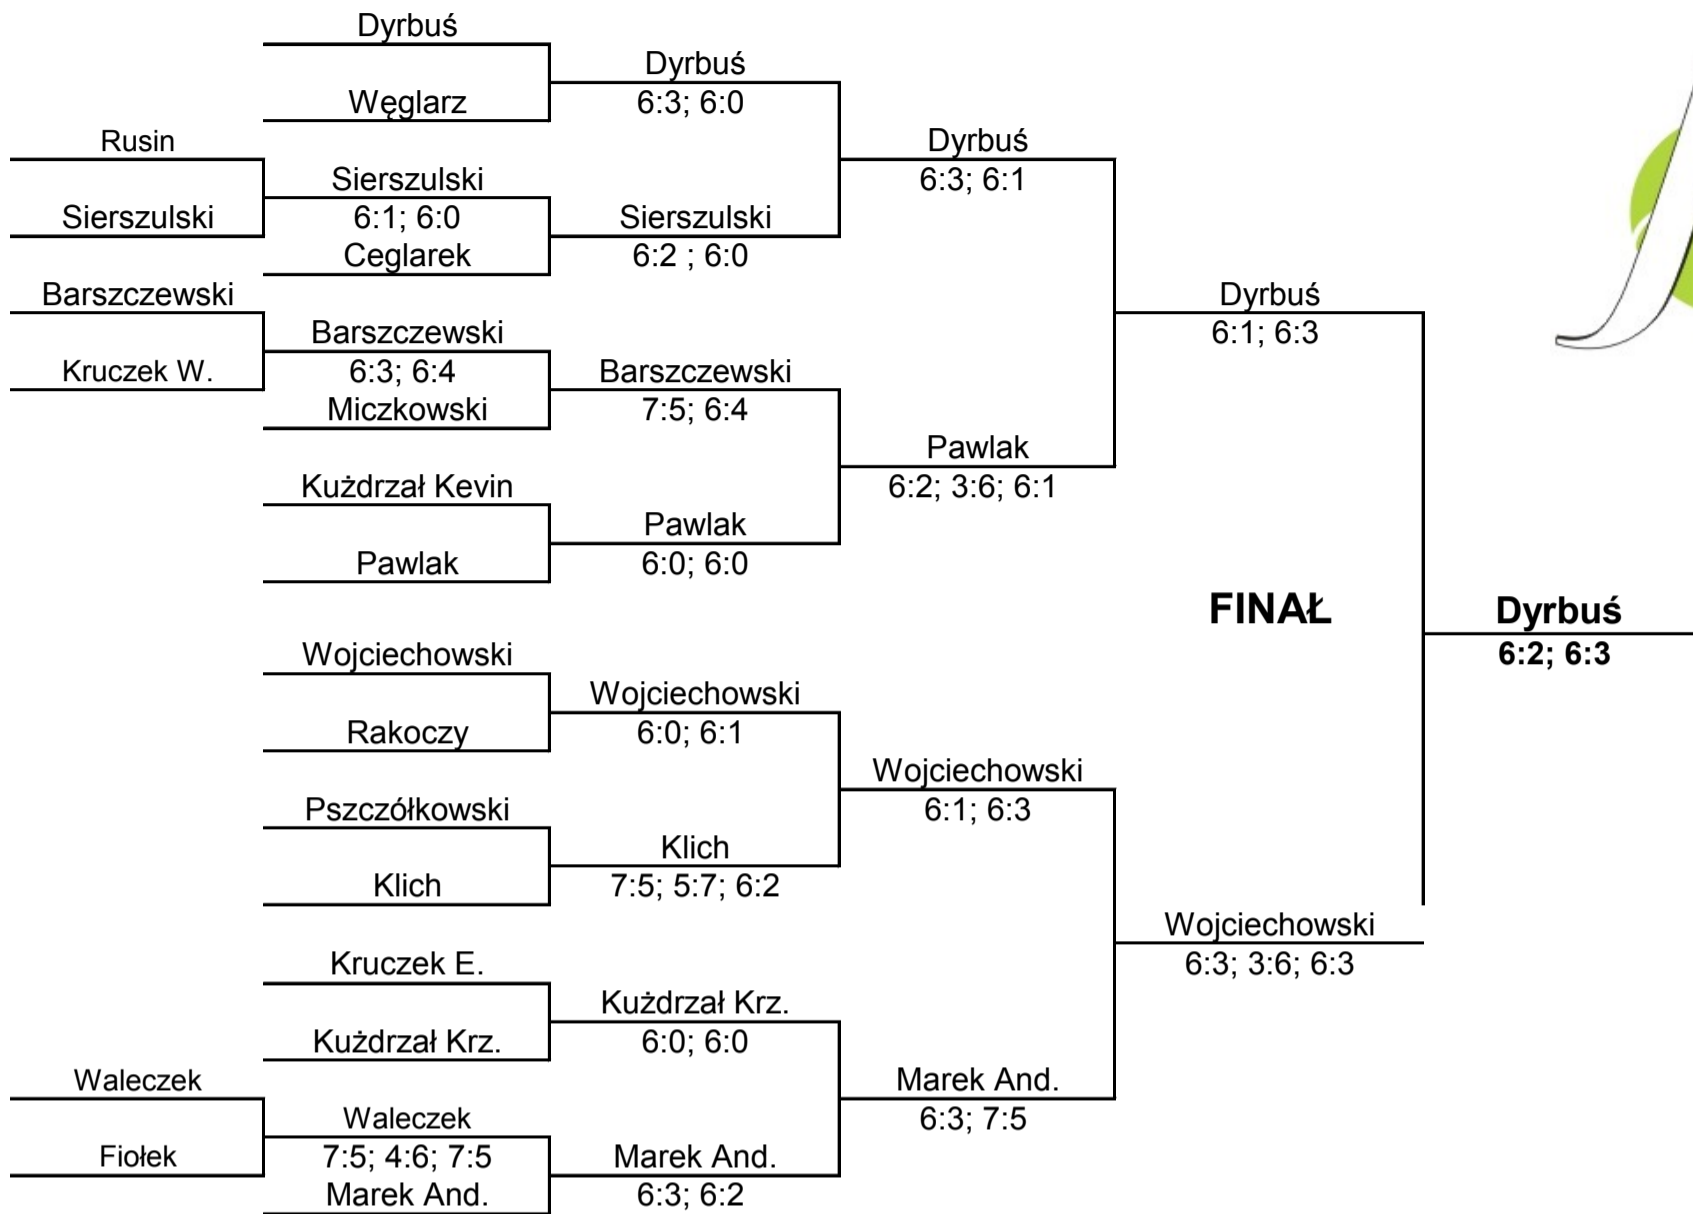 Dyrbuś
Dyrbuś
Węglarz
6:3; 6:0
Rusin
Dyrbuś
Sierszulski
6:3; 6:1
Sierszulski
6:1; 6:0
Sierszulski
Ceglarek
6:2 ; 6:0
Barszczewski
Dyrbuś
Barszczewski
6:1; 6:3
Kruczek W.
6:3; 6:4
Barszczewski
Miczkowski
7:5; 6:4
Pawlak
Kużdrzał Kevin
6:2; 3:6; 6:1
Pawlak
Pawlak
6:0; 6:0
FINAŁ
Dyrbuś
6:2; 6:3
Wojciechowski
Wojciechowski
Rakoczy
6:0; 6:1
Wojciechowski
Pszczółkowski
6:1; 6:3
Klich
Klich
7:5; 5:7; 6:2
Wojciechowski
Kruczek E.
6:3; 3:6; 6:3
Kużdrzał Krz.
Kużdrzał Krz.
6:0; 6:0
Waleczek
Marek And.
Waleczek
6:3; 7:5
Fiołek
7:5; 4:6; 7:5
Marek And.
Marek And.
6:3; 6:2